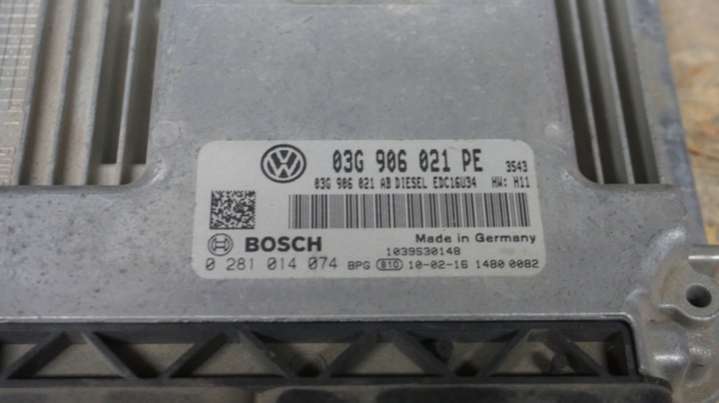 03G 906 021 PE 3543
03G 906 021 AB DIESEL EDC16U34 HW: H11
BOSCH Made in Germany
1039S30148
0 281 014 074 BPG 810 10-02-16 1480 0082